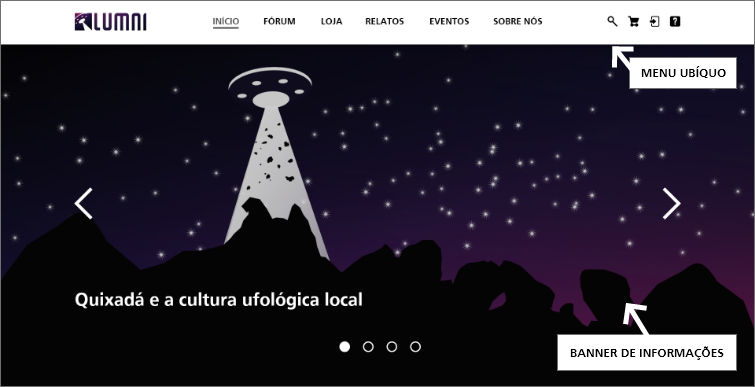 LUMNI
INÍCIO FÓRUM LOJA RELATOS EVENTOS SOBRE NÓS ?
MENU UBÍQUO
Quixadá e a cultura ufológica local
BANNER DE INFORMAÇÕES